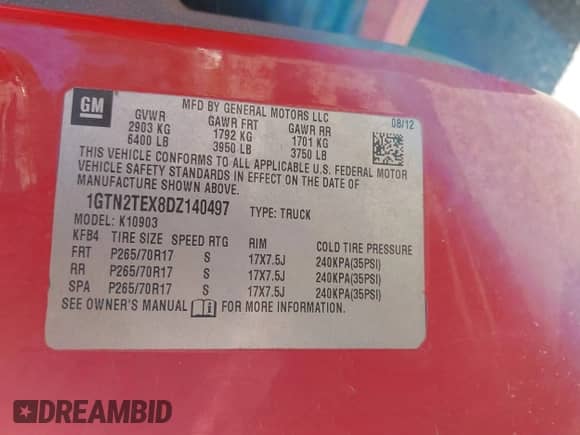 GM
MFD BY GENERAL MOTORS LLC
GVWR GAWR FRT GAWR RR 08/12
2903 KG 1792 KG 1701 KG
6400 LB 3950 LB 3750 LB
THIS VEHICLE CONFORMS TO ALL APPLICABLE U.S. FEDERAL MOTOR
VEHICLE SAFETY STANDARDS IN EFFECT ON THE DATE OF
MANUFACTURE SHOWN ABOVE.
1GTN2TEX8DZ140497 TYPE: TRUCK
MODEL: K10903
KFB4 TIRE SIZE SPEED RTG RIM COLD TIRE PRESSURE
FRT P265/70R17 S 17X7.5J 240KPA(35PSI)
RR P265/70R17 S 17X7.5J 240KPA(35PSI)
SPA P265/70R17 S 17X7.5J 240KPA(35PSI)
SEE OWNER'S MANUAL FOR MORE INFORMATION.
DREAMBID